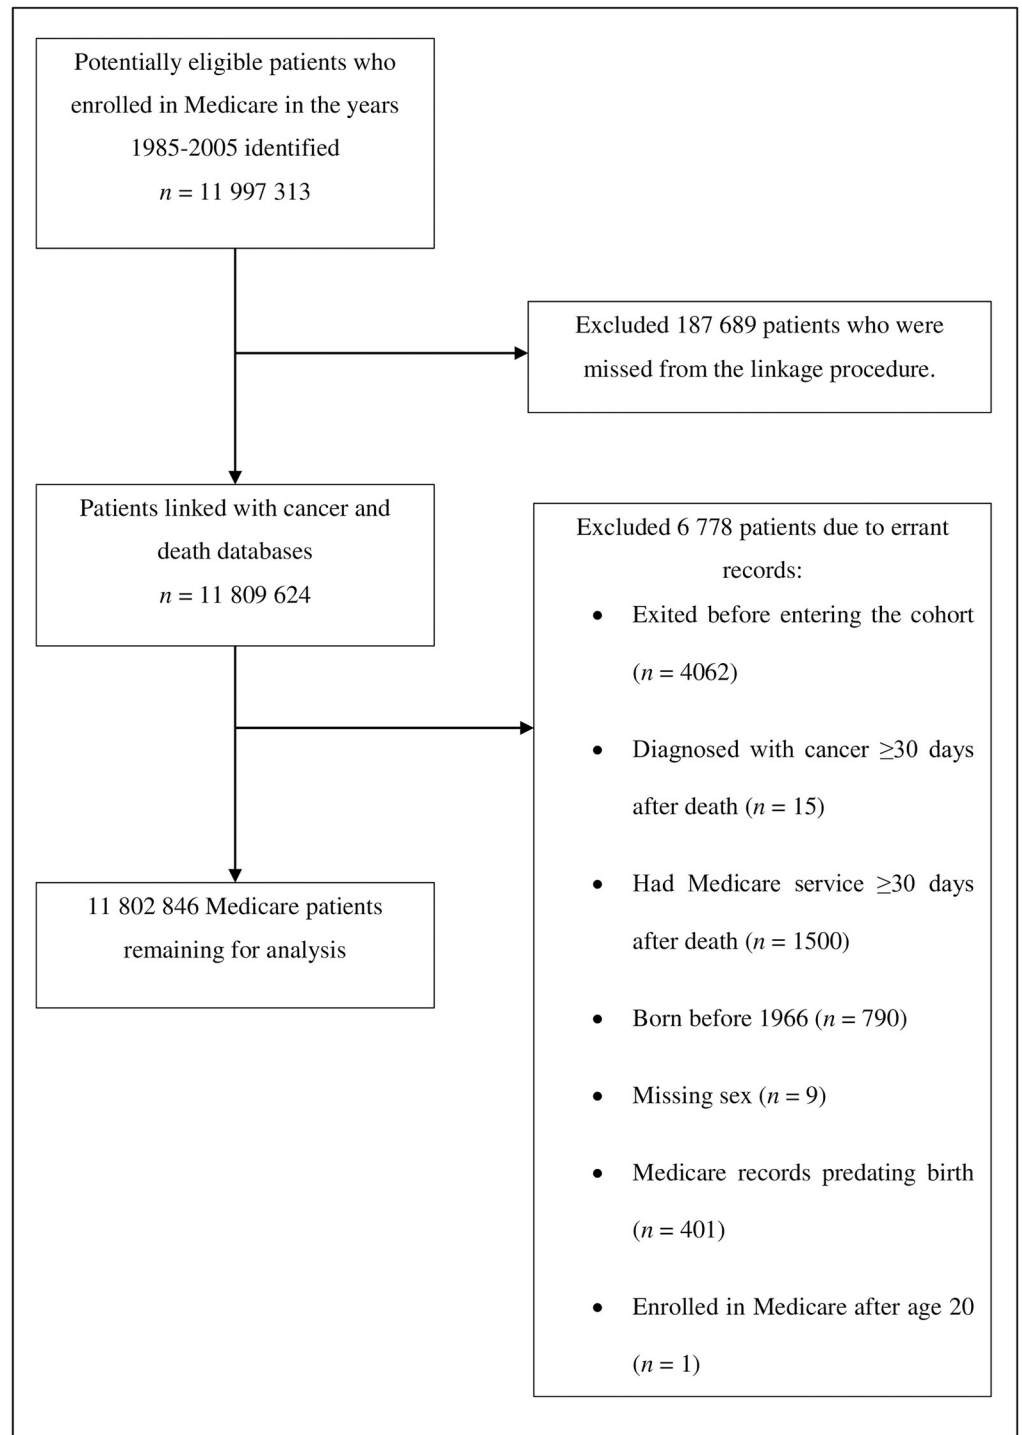 Potentially eligible patients who
enrolled in Medicare in the years
1985-2005 identified
n = 11 997 313
Excluded 187 689 patients who were
missed from the linkage procedure.
Patients linked with cancer and
death databases
n = 11 809 624
Excluded 6 778 patients due to errant
records:
• Exited before entering the cohort
(n = 4062)
• Diagnosed with cancer ≥30 days
after death (n = 15)
• Had Medicare service ≥30 days
after death (n = 1500)
• Born before 1966 (n = 790)
• Missing sex (n = 9)
• Medicare records predating birth
(n = 401)
• Enrolled in Medicare after age 20
(n = 1)
11 802 846 Medicare patients
remaining for analysis